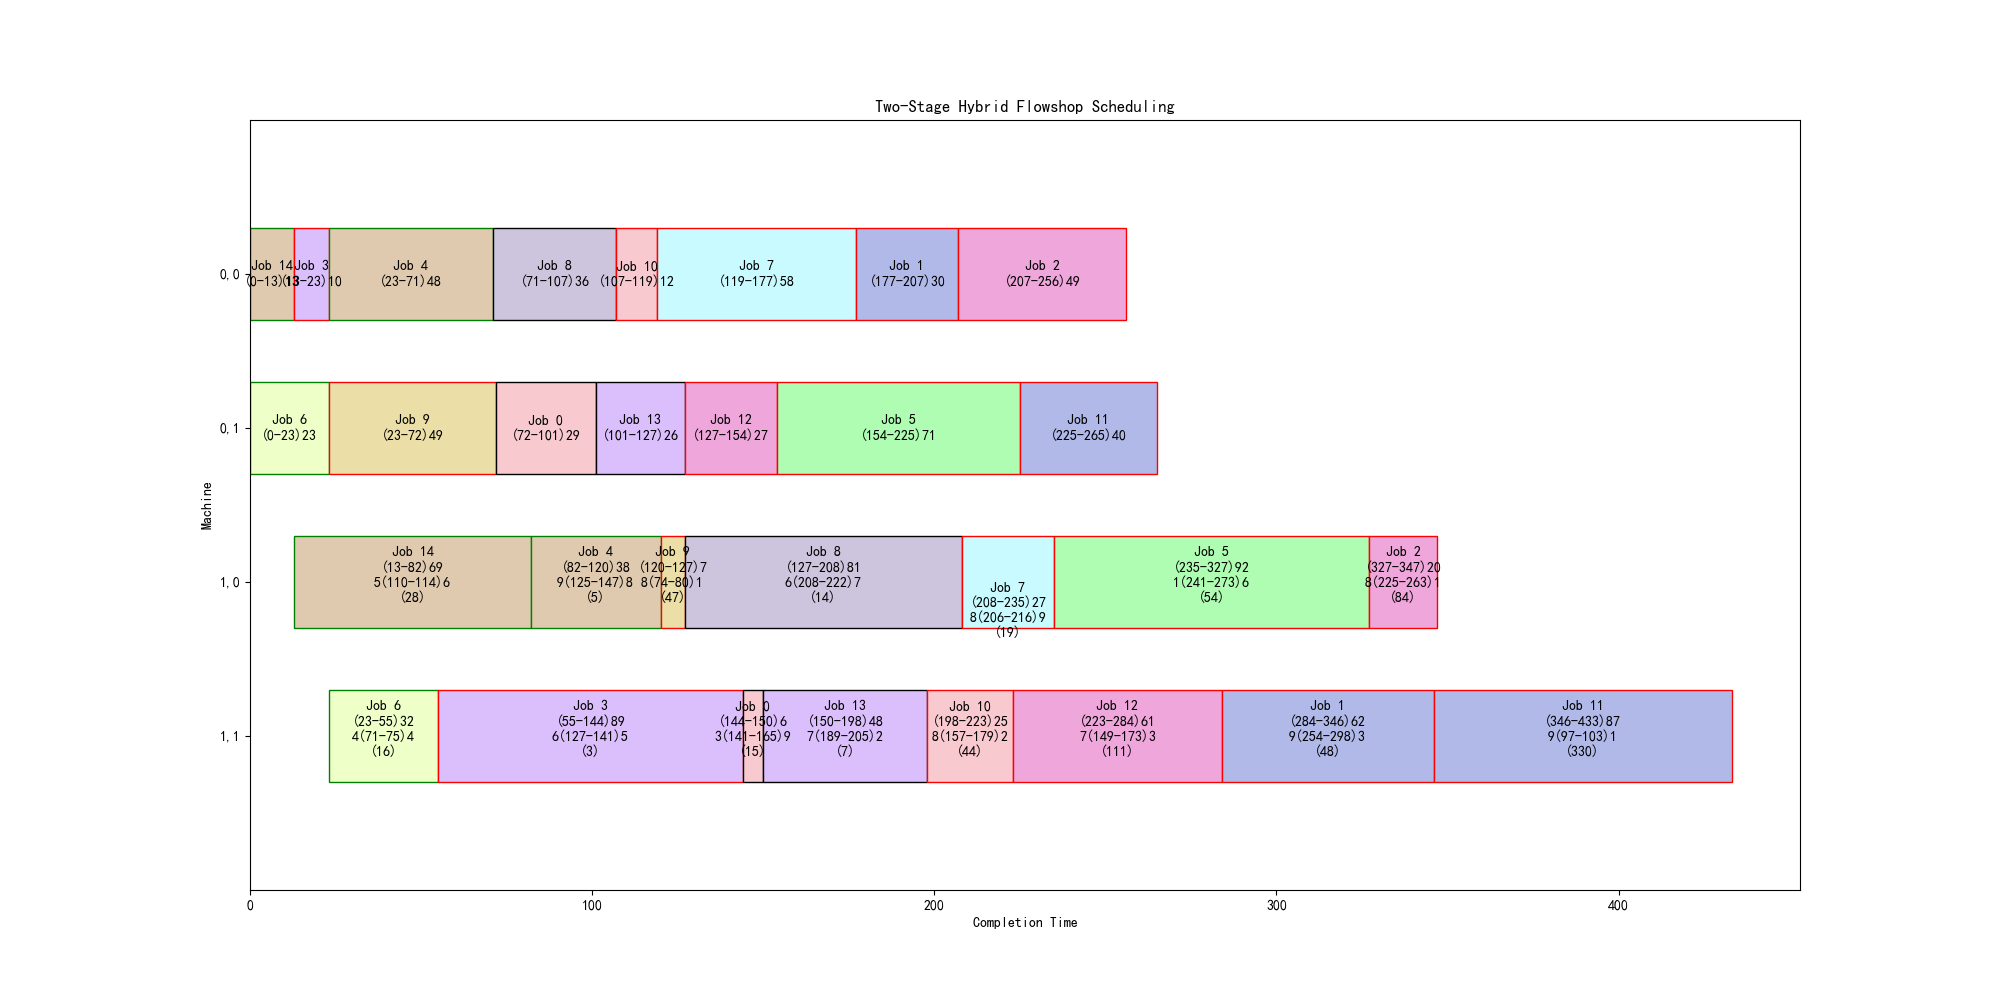 Two-Stage Hybrid Flowshop Scheduling
0,0
Job 14
(0-13)13
Job 3
(13-23)10
Job 4
(23-71)48
Job 8
(71-107)36
Job 10
(107-119)12
Job 7
(119-177)58
Job 1
(177-207)30
Job 2
(207-256)49
0,1
Job 6
(0-23)23
Job 9
(23-72)49
Job 0
(72-101)29
Job 13
(101-127)26
Job 12
(127-154)27
Job 5
(154-225)71
Job 11
(225-265)40
Machine
1,0
Job 14
(13-82)69
5(110-114)6
(28)
Job 4
(82-120)38
9(125-147)8
(5)
Job 9
(120-127)7
8(74-80)1
(47)
Job 8
(127-208)81
6(208-222)7
(14)
Job 7
(208-235)27
8(206-216)9
(19)
Job 5
(235-327)92
1(241-273)6
(54)
Job 2
(327-347)20
8(225-263)1
(84)
1,1
Job 6
(23-55)32
4(71-75)4
(16)
Job 3
(55-144)89
6(127-141)5
(3)
Job 0
(144-150)6
3(141-165)9
(15)
Job 13
(150-198)48
7(189-205)2
(7)
Job 10
(198-223)25
8(157-179)2
(44)
Job 12
(223-284)61
7(149-173)3
(111)
Job 1
(284-346)62
9(254-298)3
(48)
Job 11
(346-433)87
9(97-103)1
(330)
0
100
200
300
400
Completion Time